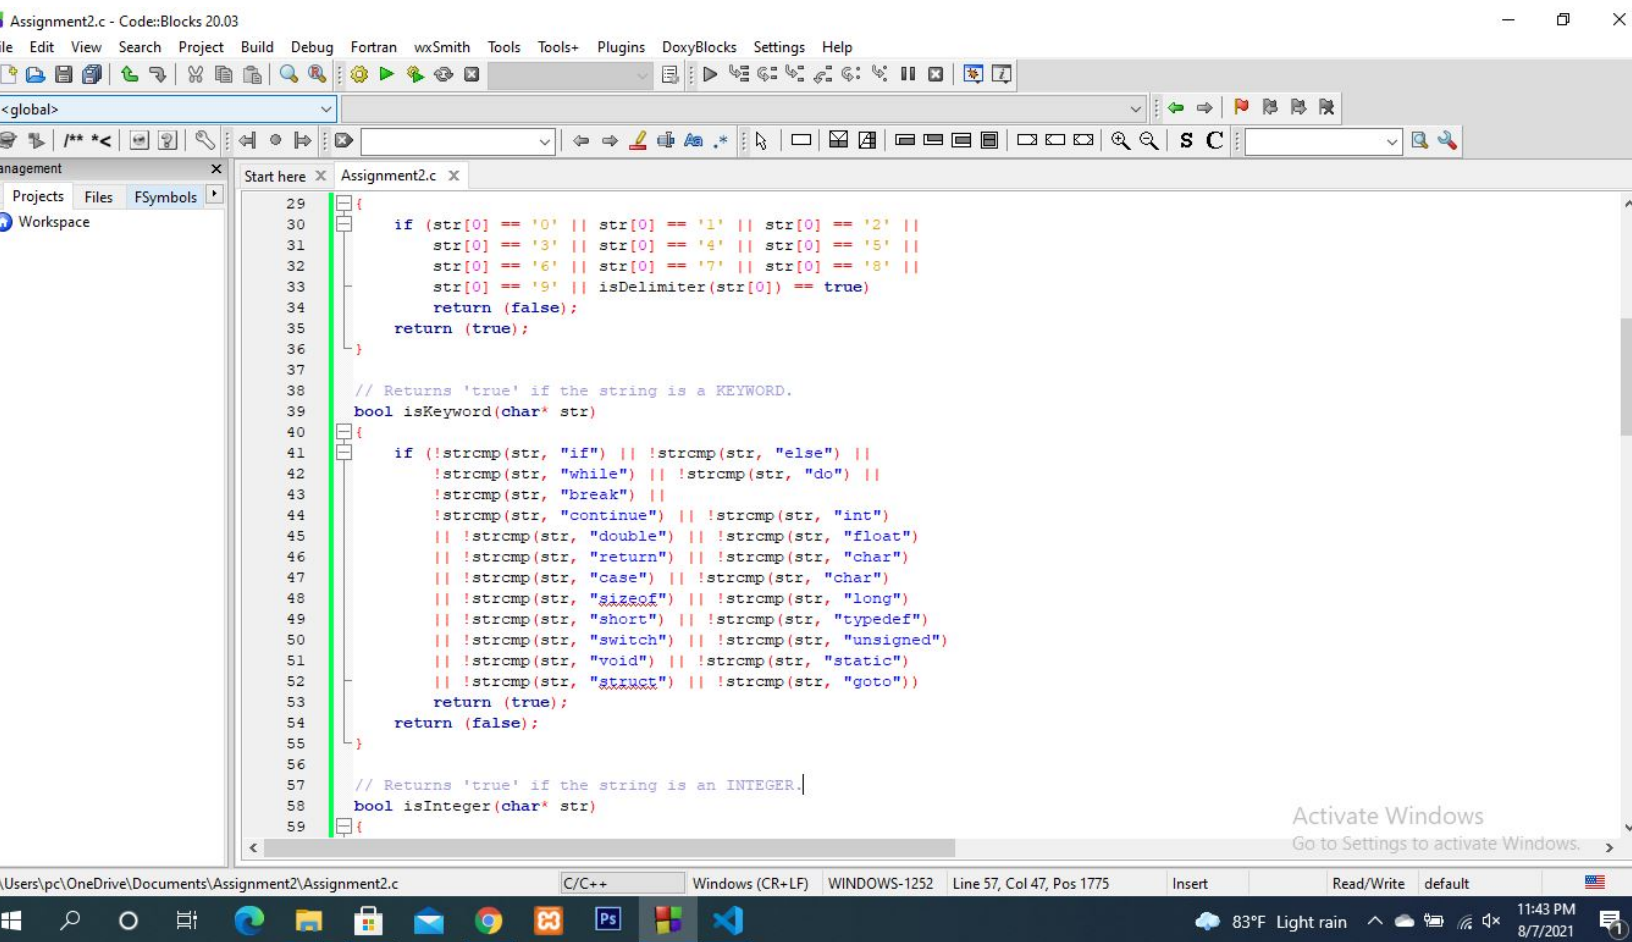 Assignment2.c - Code::Blocks 20.03
ile Edit View Search Project Build Debug Fortran wxSmith Tools Tools+ Plugins DoxyBlocks Settings Help
<global>
/** *<
Aa .* S C
anagement
Start here Assignment2.c
Projects Files FSymbols
Workspace
29 {
30     if (str[0] == '0' || str[0] == '1' || str[0] == '2' ||
31         str[0] == '3' || str[0] == '4' || str[0] == '5' ||
32         str[0] == '6' || str[0] == '7' || str[0] == '8' ||
33         str[0] == '9' || isDelimiter(str[0]) == true)
34         return (false);
35     return (true);
36 }
37
38 // Returns 'true' if the string is a KEYWORD.
39 bool isKeyword(char* str)
40 {
41     if (!strcmp(str, "if") || !strcmp(str, "else") ||
42         !strcmp(str, "while") || !strcmp(str, "do") ||
43         !strcmp(str, "break") ||
44         !strcmp(str, "continue") || !strcmp(str, "int")
45         || !strcmp(str, "double") || !strcmp(str, "float")
46         || !strcmp(str, "return") || !strcmp(str, "char")
47         || !strcmp(str, "case") || !strcmp(str, "char")
48         || !strcmp(str, "sizeof") || !strcmp(str, "long")
49         || !strcmp(str, "short") || !strcmp(str, "typedef")
50         || !strcmp(str, "switch") || !strcmp(str, "unsigned")
51         || !strcmp(str, "void") || !strcmp(str, "static")
52         || !strcmp(str, "struct") || !strcmp(str, "goto"))
53         return (true);
54     return (false);
55 }
56
57 // Returns 'true' if the string is an INTEGER.
58 bool isInteger(char* str)
59 {
Activate Windows
Go to Settings to activate Windows.
\Users\pc\OneDrive\Documents\Assignment2\Assignment2.c C/C++ Windows (CR+LF) WINDOWS-1252 Line 57, Col 47, Pos 1775 Insert Read/Write default
Ps
83°F Light rain
11:43 PM
8/7/2021
1